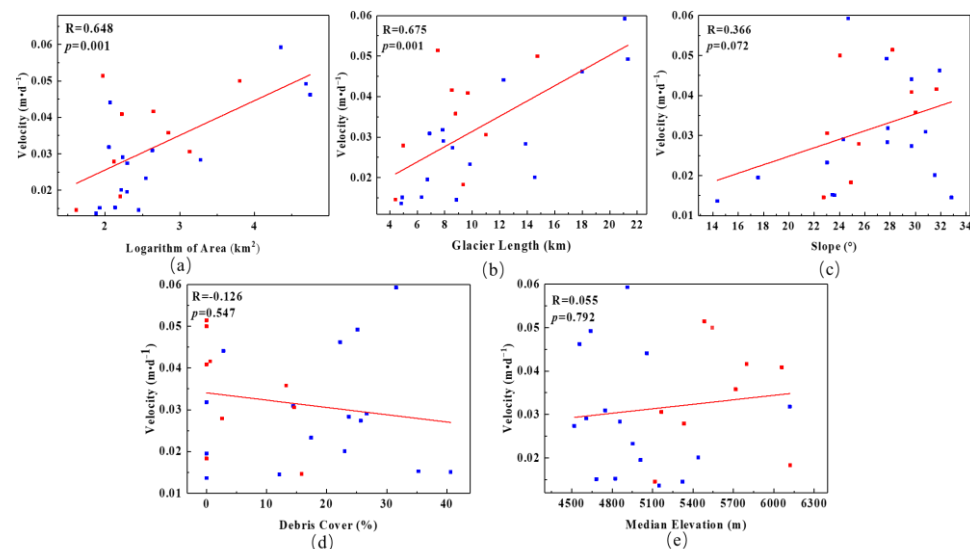 R=0.648
p=0.001
0.06
0.05
0.04
0.03
0.02
Velocity (m•d⁻¹)
2 3 4
Logarithm of Area (km²)
(a)
R=0.675
p=0.001
0.06
0.05
0.04
0.03
0.02
0.01
Velocity (m•d⁻¹)
4 6 8 10 12 14 16 18 20 22
Glacier Length (km)
(b)
R=0.366
p=0.072
0.06
0.05
0.04
0.03
0.02
0.01
Velocity (m•d⁻¹)
14 16 18 20 22 24 26 28 30 32 34
Slope (°)
(c)
R=-0.126
p=0.547
0.06
0.05
0.04
0.03
0.02
0.01
Velocity (m•d⁻¹)
0 10 20 30 40
Debris Cover (%)
(d)
R=0.055
p=0.792
0.06
0.05
0.04
0.03
0.02
Velocity (m•d⁻¹)
4500 4800 5100 5400 5700 6000 6300
Median Elevation (m)
(e)